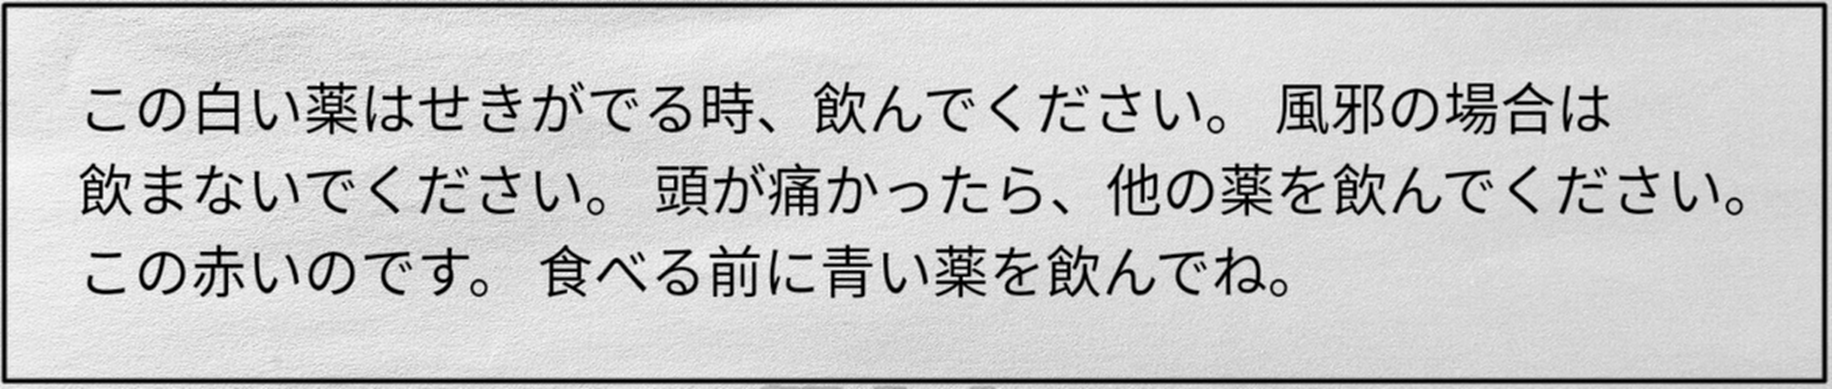 この白い薬はせきがでる時、飲んでください。 風邪の場合は
飲まないでください。 頭が痛かったら、他の薬を飲んでください。
この赤いのです。 食べる前に青い薬を飲んでね。